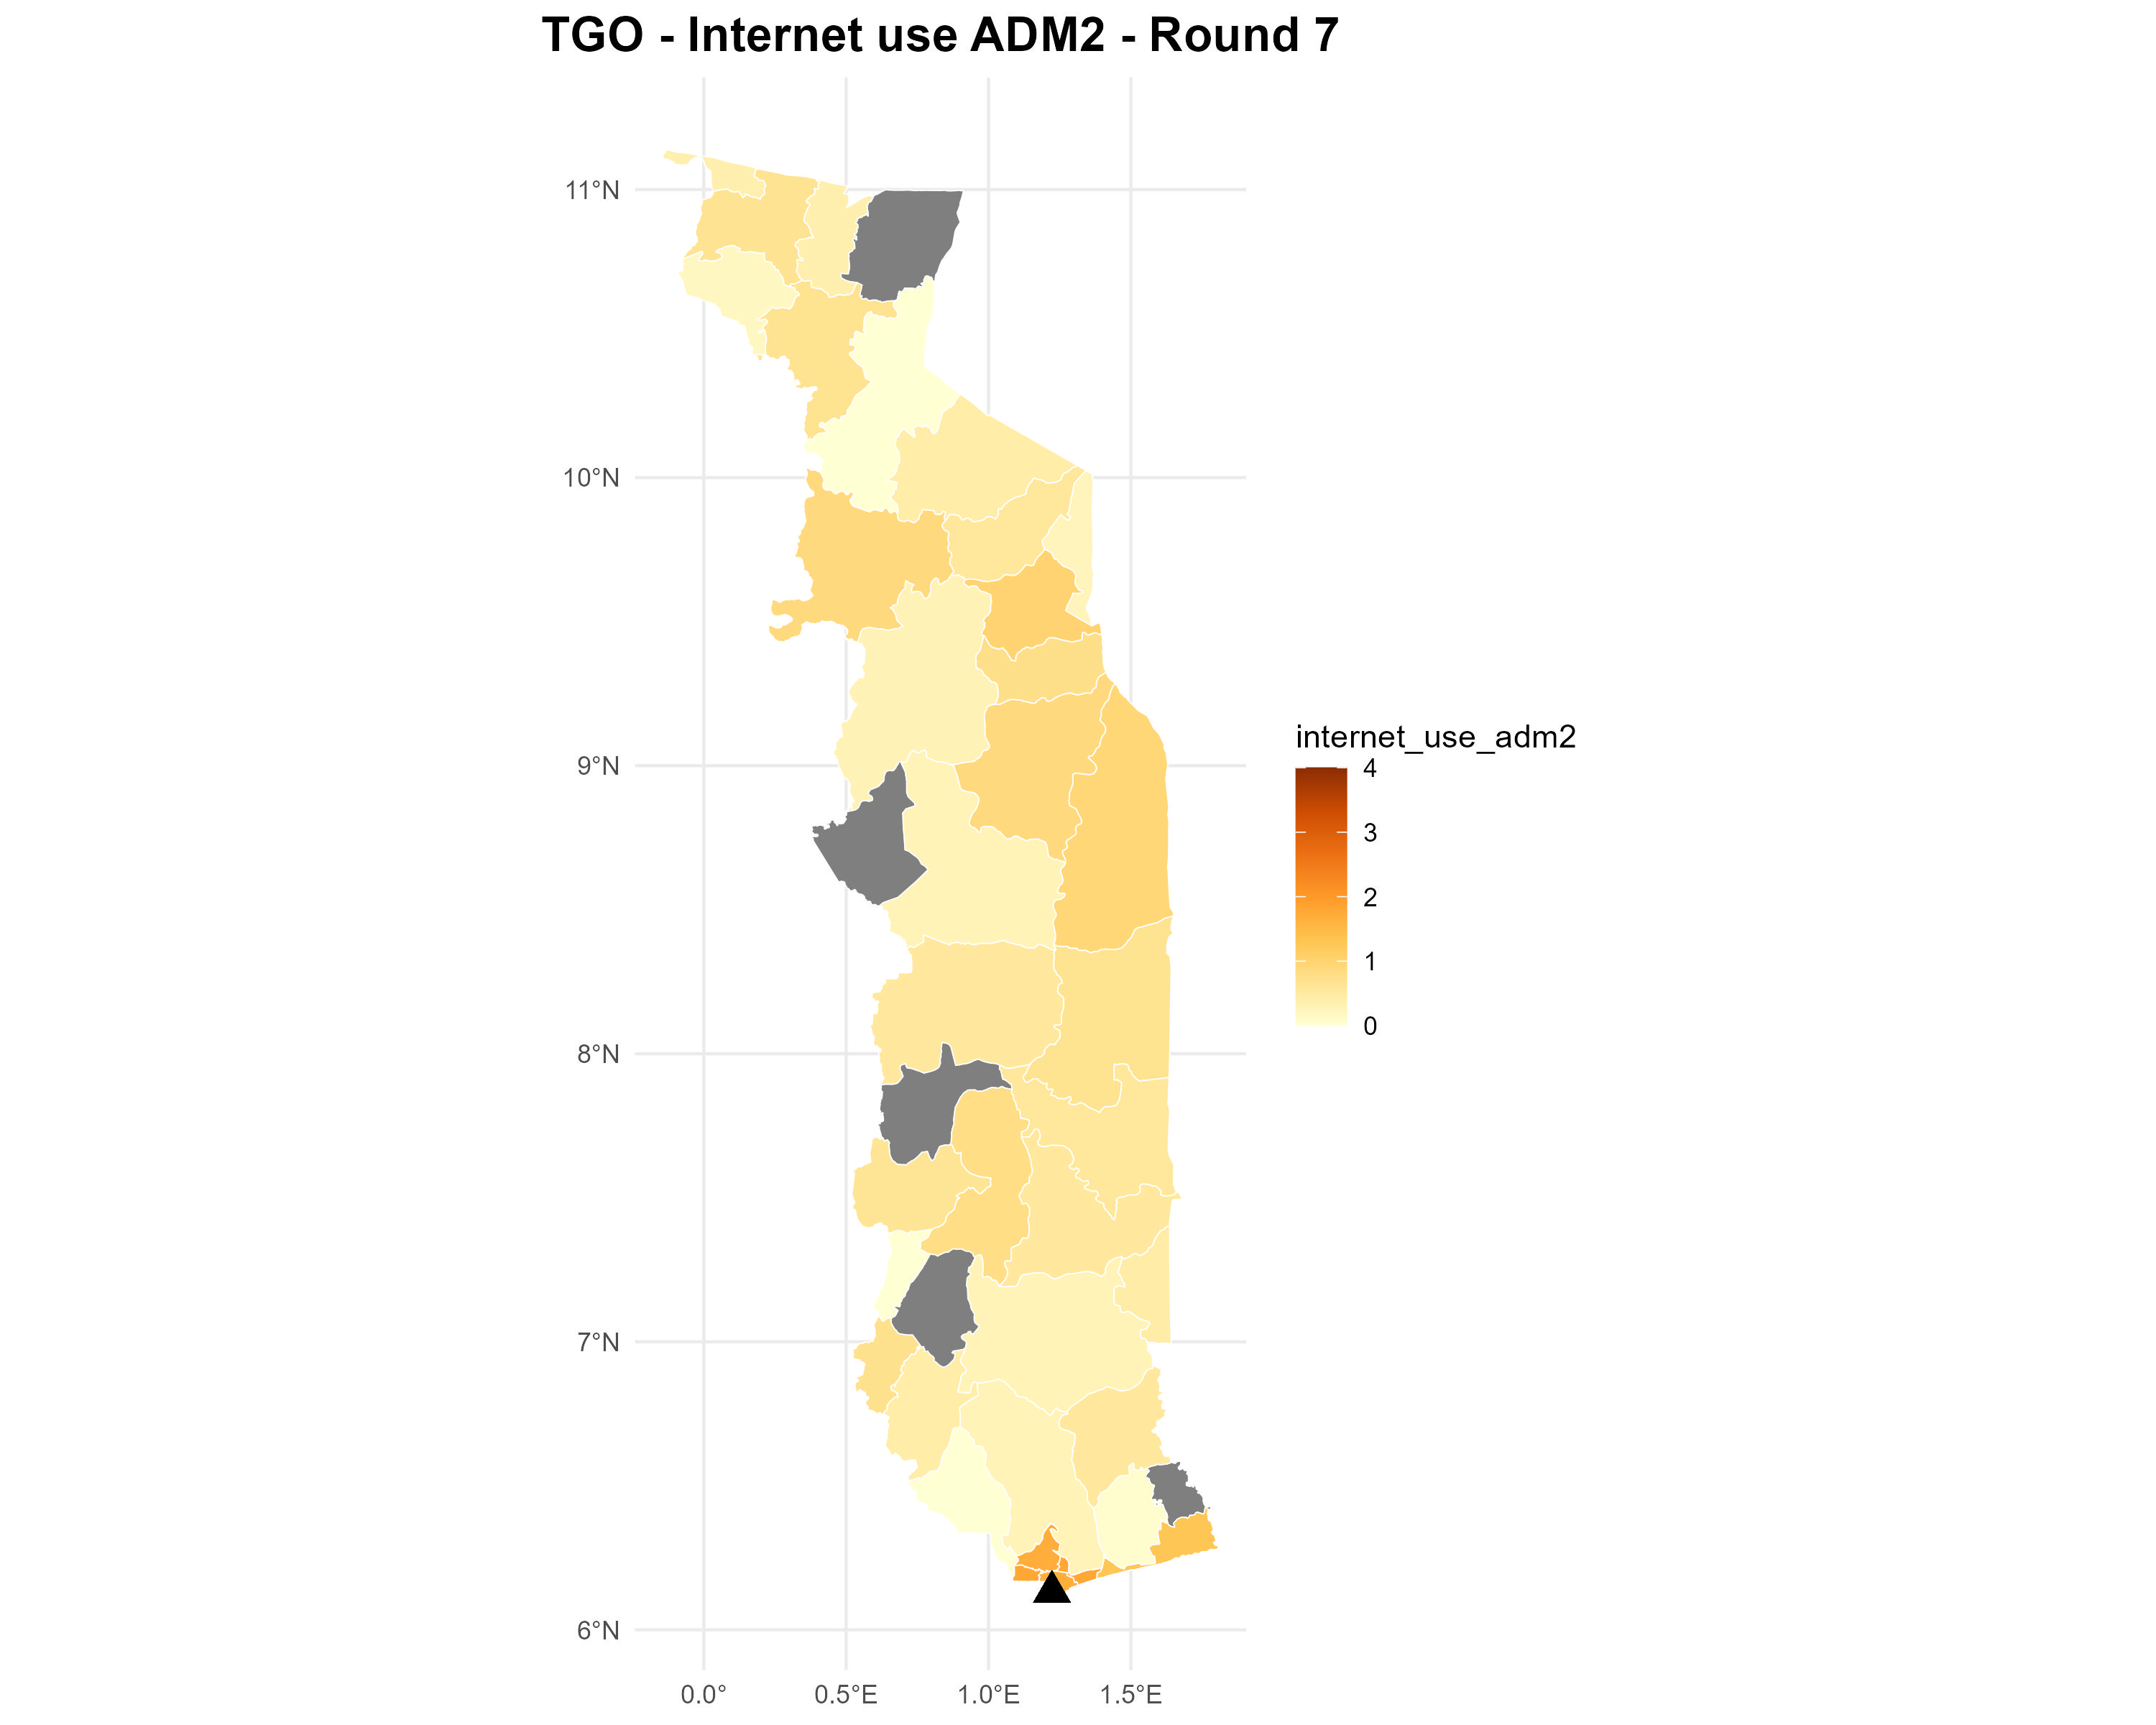 TGO - Internet use ADM2 - Round 7
11°N
10°N
9°N
8°N
7°N
6°N
0.0°
0.5°E
1.0°E
1.5°E
internet_use_adm2
4
3
2
1
0